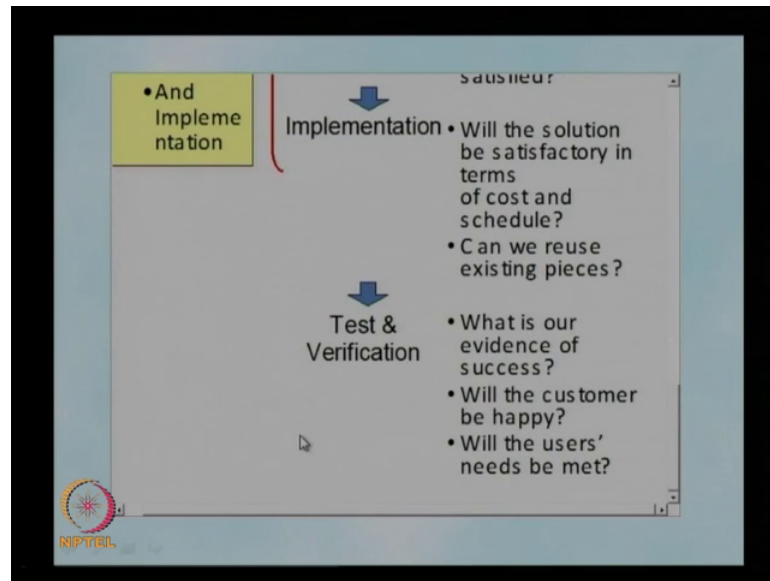 • And
Impleme
ntation
satisfied?
Implementation
• Will the solution
be satisfactory in
terms
of cost and
schedule?
• Can we reuse
existing pieces?
Test &
Verification
• What is our
evidence of
success?
• Will the customer
be happy?
• Will the users'
needs be met?
NPTEL